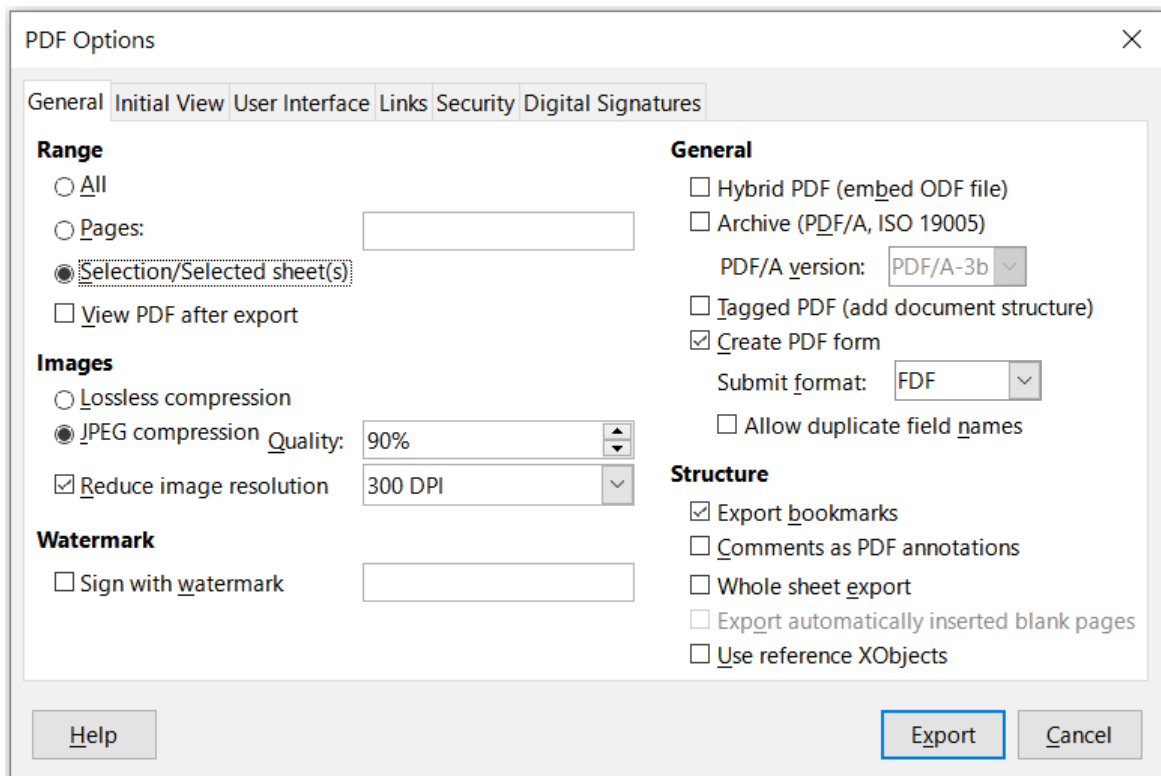 PDF Options
General Initial View User Interface Links Security Digital Signatures
Range
All
Pages:
Selection/Selected sheet(s)
View PDF after export
Images
Lossless compression
JPEG compression Quality: 90%
Reduce image resolution 300 DPI
Watermark
Sign with watermark
General
Hybrid PDF (embed ODF file)
Archive (PDF/A, ISO 19005)
PDF/A version: PDF/A-3b
Tagged PDF (add document structure)
Create PDF form
Submit format: FDF
Allow duplicate field names
Structure
Export bookmarks
Comments as PDF annotations
Whole sheet export
Export automatically inserted blank pages
Use reference XObjects
Help Export Cancel